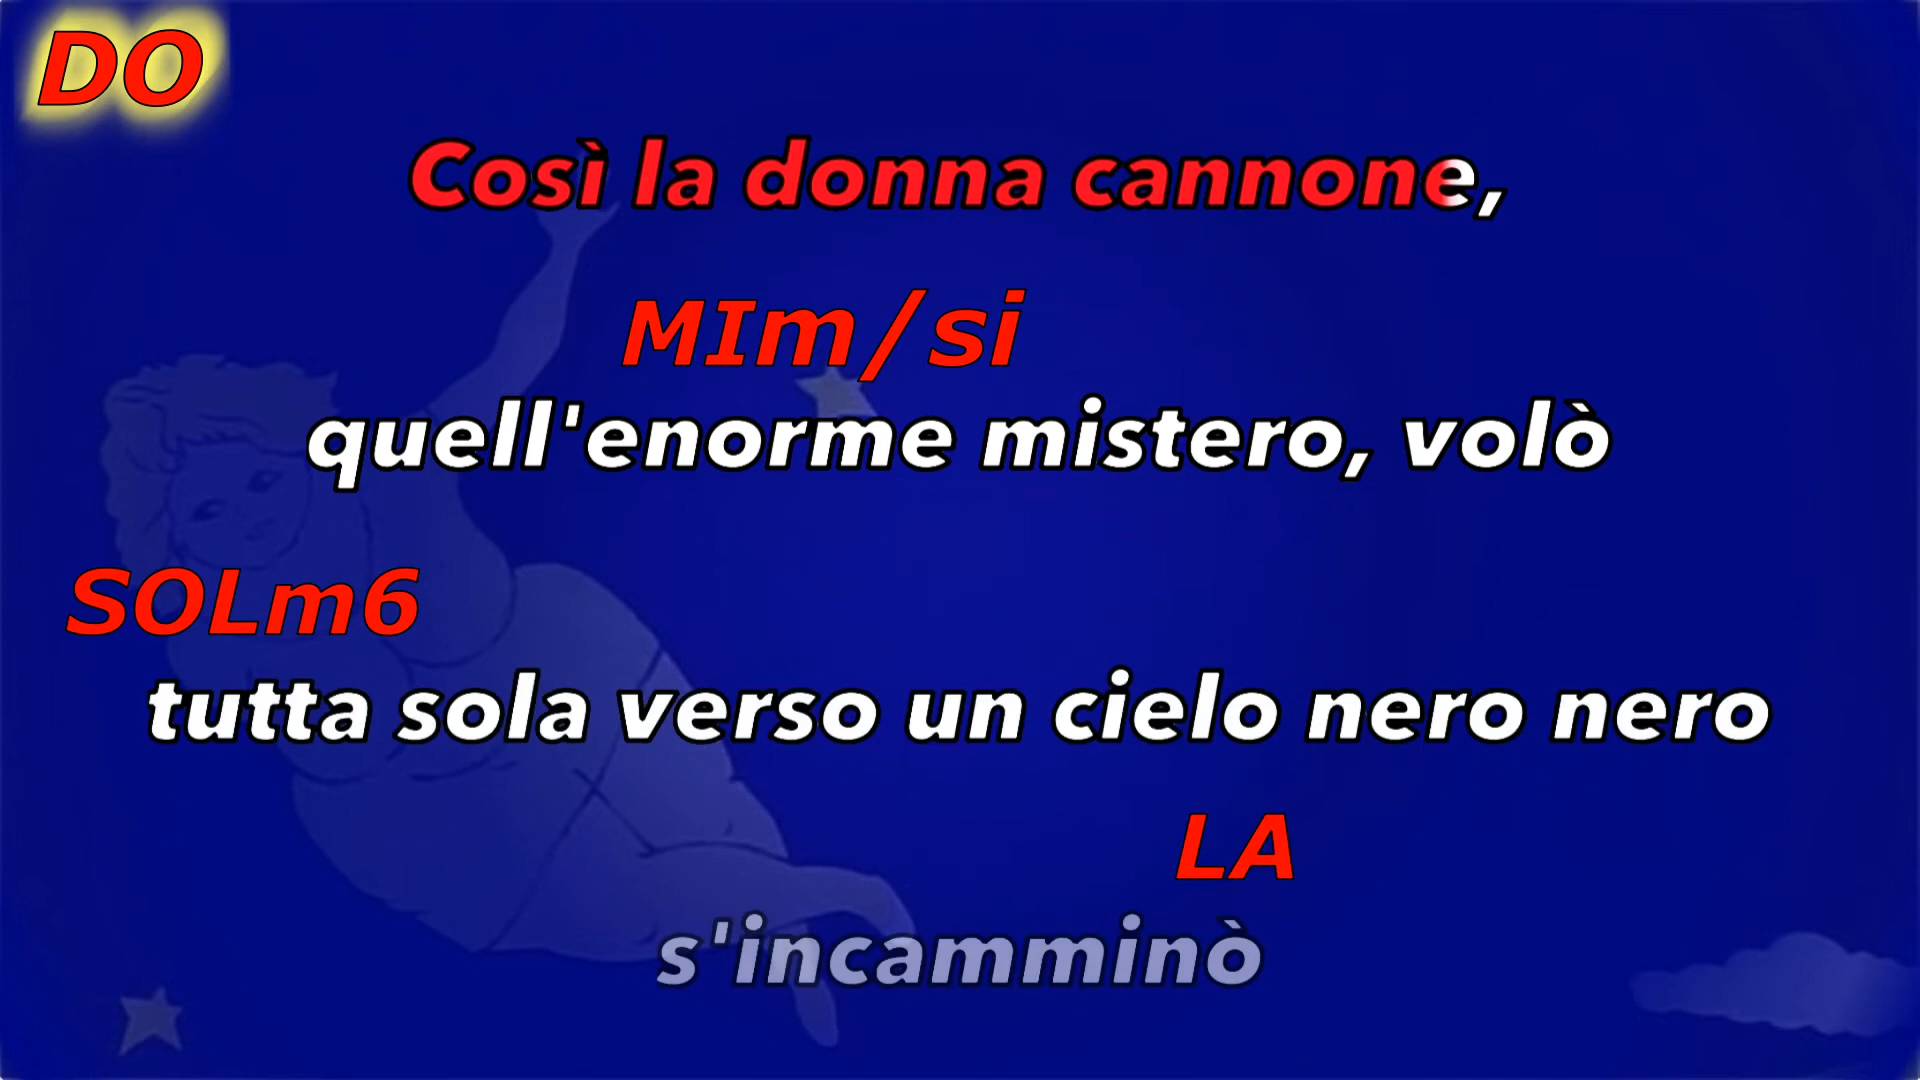 DO
Così la donna cannone,
MIm/si
quell'enorme mistero, volò
SOLm6
tutta sola verso un cielo nero nero
LA
s'incamminò